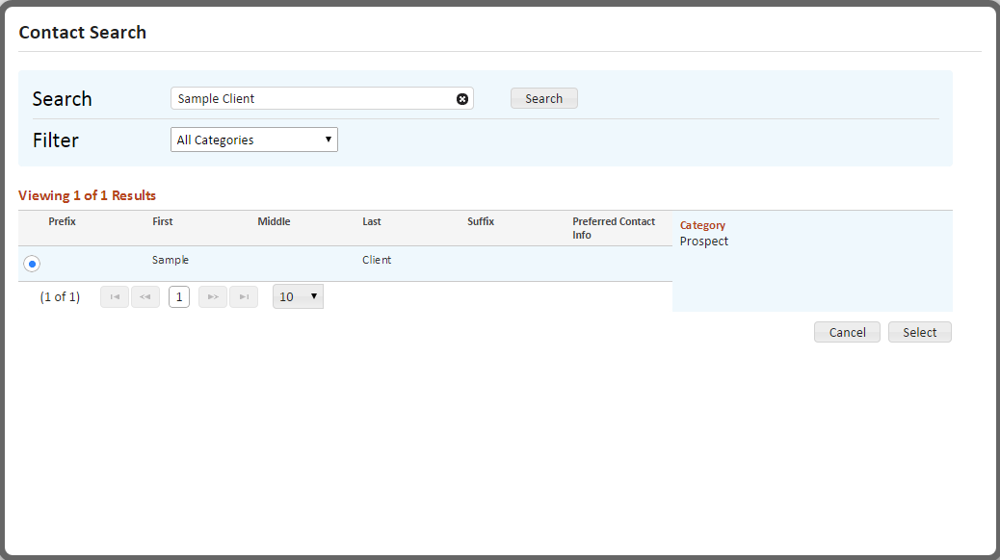 Contact Search
Search Sample Client Search
Filter All Categories
Viewing 1 of 1 Results
Prefix First Middle Last Suffix Preferred Contact Info
Category
Prospect
Sample Client
(1 of 1) 1 10
Cancel Select